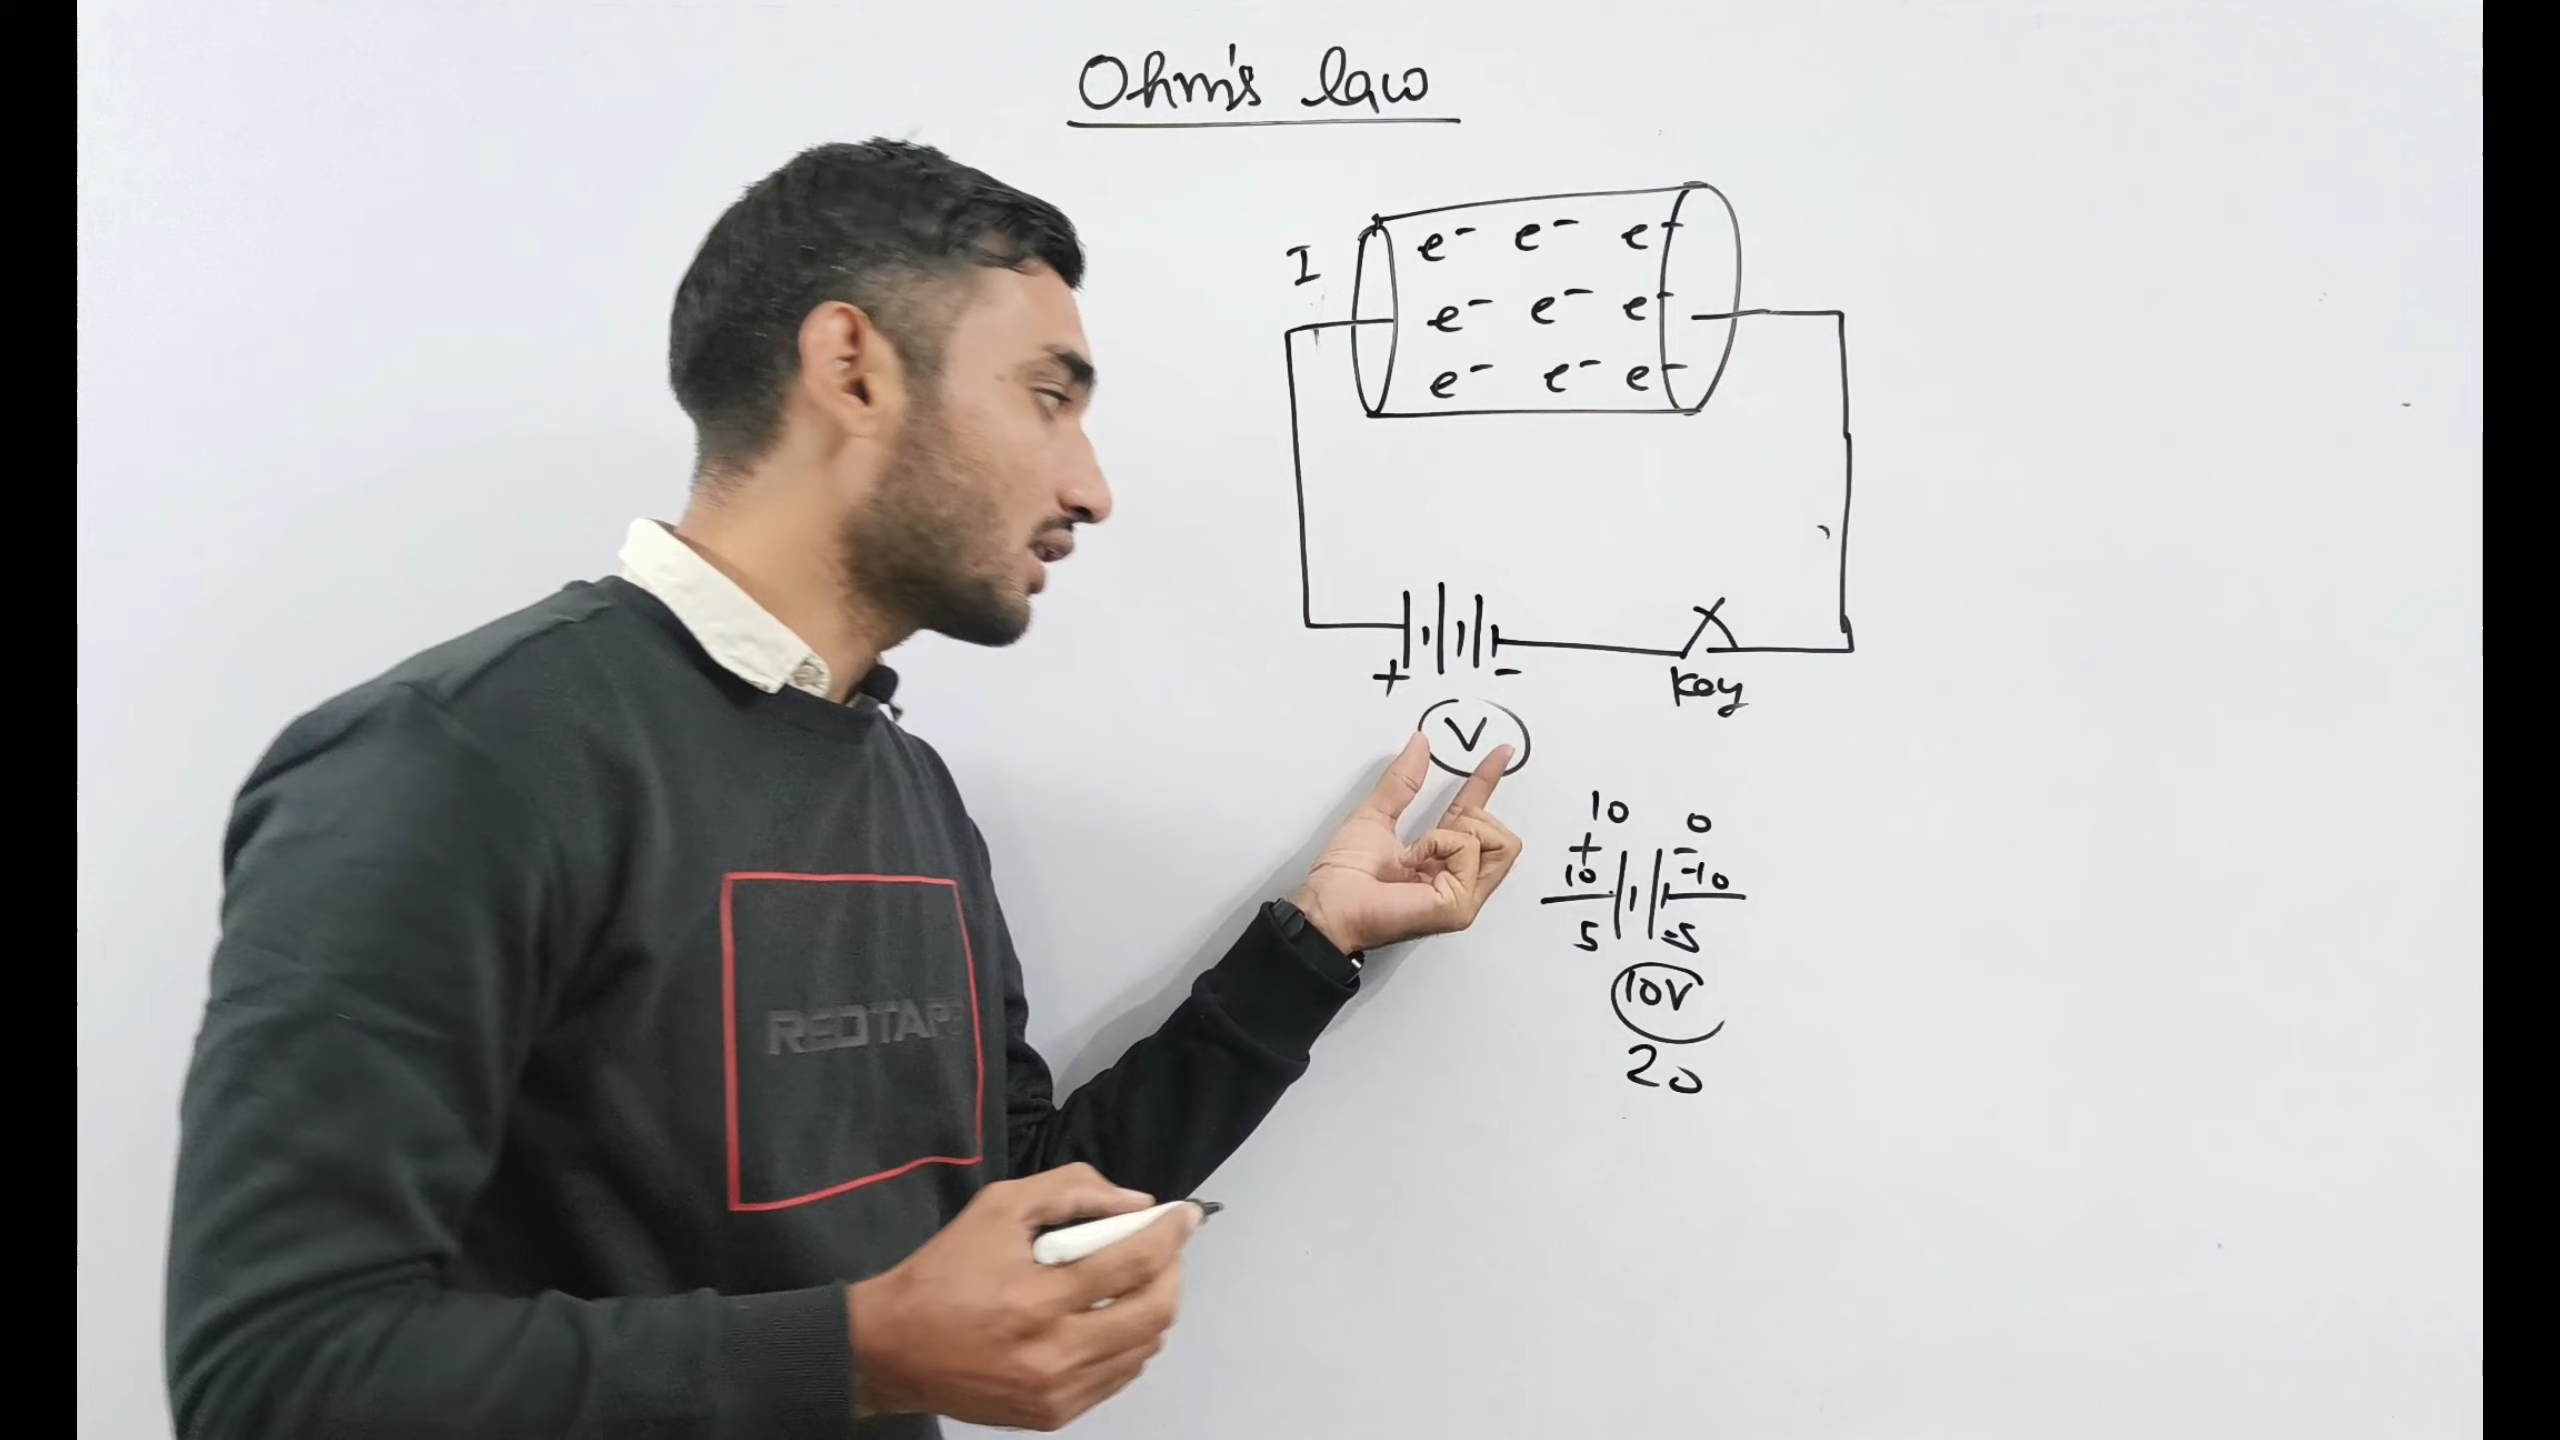 Ohm's law
I
e⁻ e⁻ e⁻
e⁻ e⁻ e⁻
e⁻ e⁻ e⁻
+ -
Key
V
10 0
+ -
10 -10
5 -5
10V
20
REDTAPE